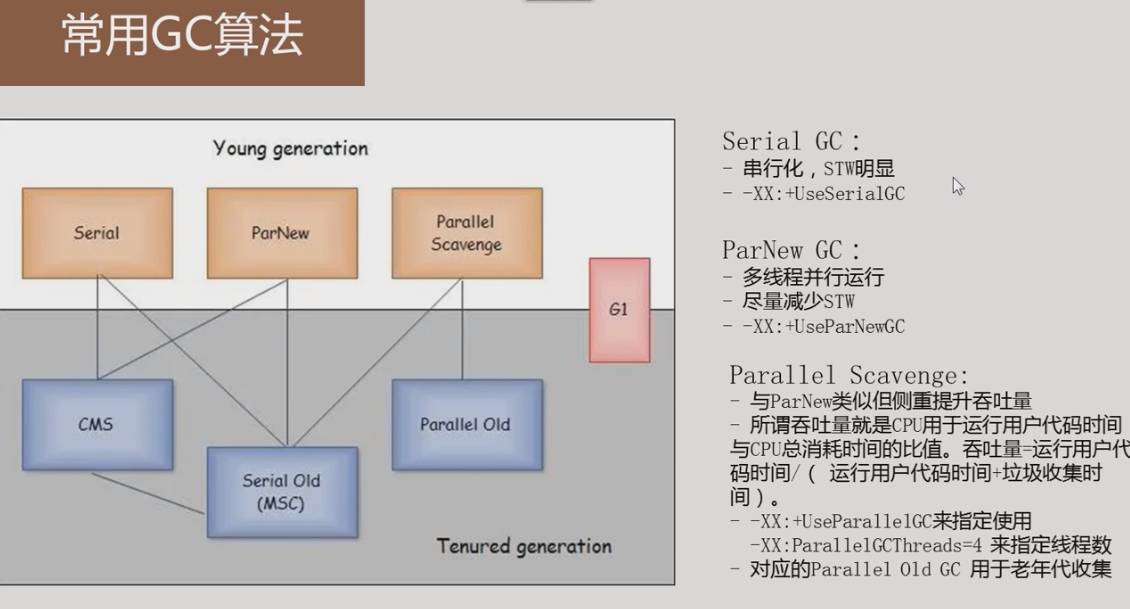 常用GC算法
Young generation
Serial
ParNew
Parallel
Scavenge
G1
CMS
Serial Old
(MSC)
Parallel Old
Tenured generation
Serial GC：
- 串行化，STW明显
- -XX:+UseSerialGC
ParNew GC：
- 多线程并行运行
- 尽量减少STW
- -XX:+UseParNewGC
Parallel Scavenge:
- 与ParNew类似但侧重提升吞吐量
- 所谓吞吐量就是CPU用于运行用户代码时间
与CPU总消耗时间的比值。吞吐量=运行用户代
码时间/（ 运行用户代码时间+垃圾收集时
间）。
- -XX:+UseParallelGC来指定使用
-XX:ParallelGCThreads=4 来指定线程数
- 对应的Parallel Old GC 用于老年代收集